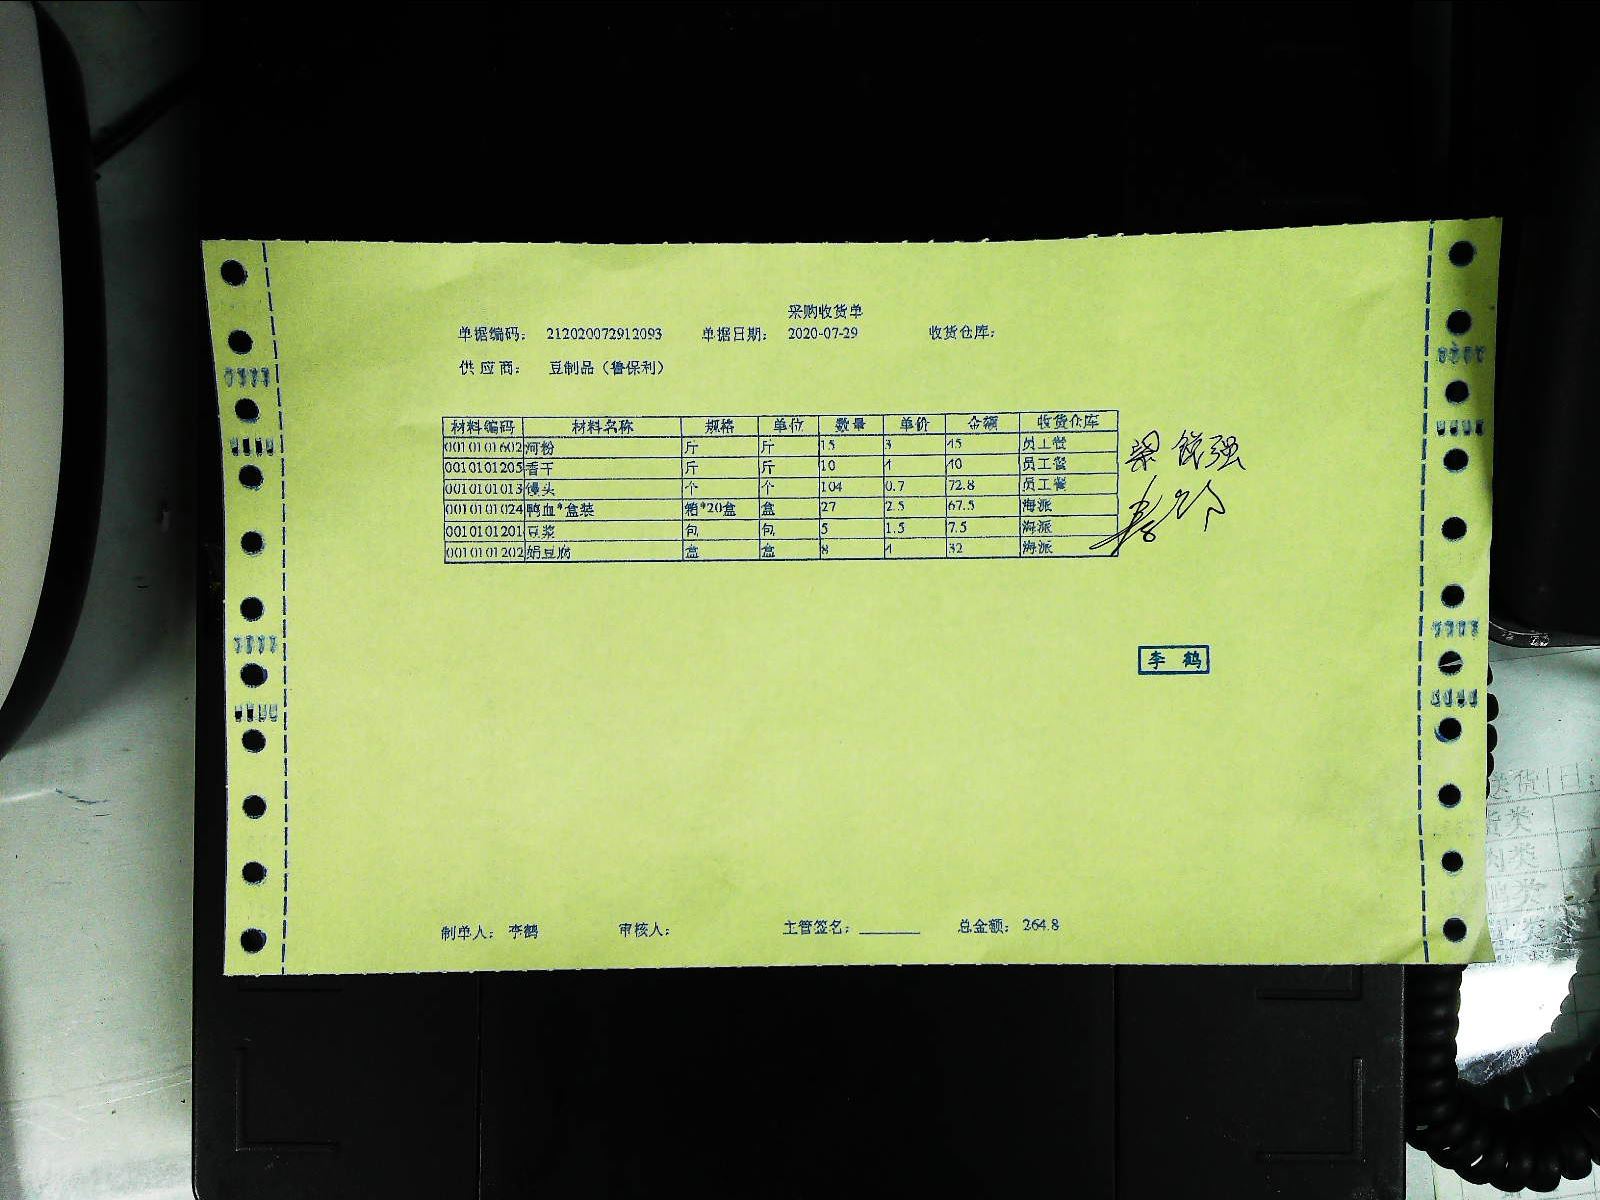 采购收货单
单据编码： 212020072912093 单据日期： 2020-07-29 收货仓库：
供应商： 豆制品（鲁保利）
材料编码 材料名称 规格 单位 数量 单价 金额 收货仓库
0010101602 河粉 斤 斤 15 3 45 员工餐
0010101205 香干 斤 斤 10 4 40 员工餐
0010101013 馒头 个 个 104 0.7 72.8 员工餐
0010101024 鸭血*盒装 箱*20盒 盒 27 2.5 67.5 海派
0010101201 豆浆 包 包 5 1.5 7.5 海派
0010101202 绢豆腐 盒 盒 8 4 32 海派
李鹤
制单人： 李鹤 审核人： 主管签名： 总金额： 264.8
货类
肉类